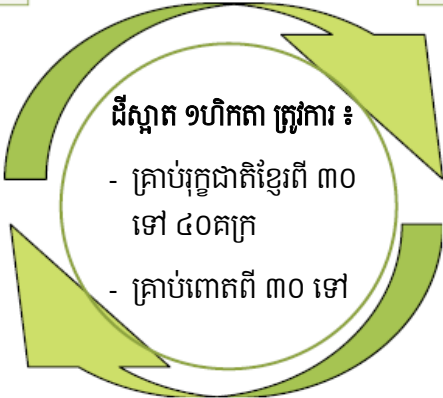 ដីស្អាត ១ហិកតា ត្រូវការ ៖
- គ្រាប់រុក្ខជាតិខ្មែរពី ៣០
ទៅ ៤០គក្រ
- គ្រាប់ពោតពី ៣០ ទៅ